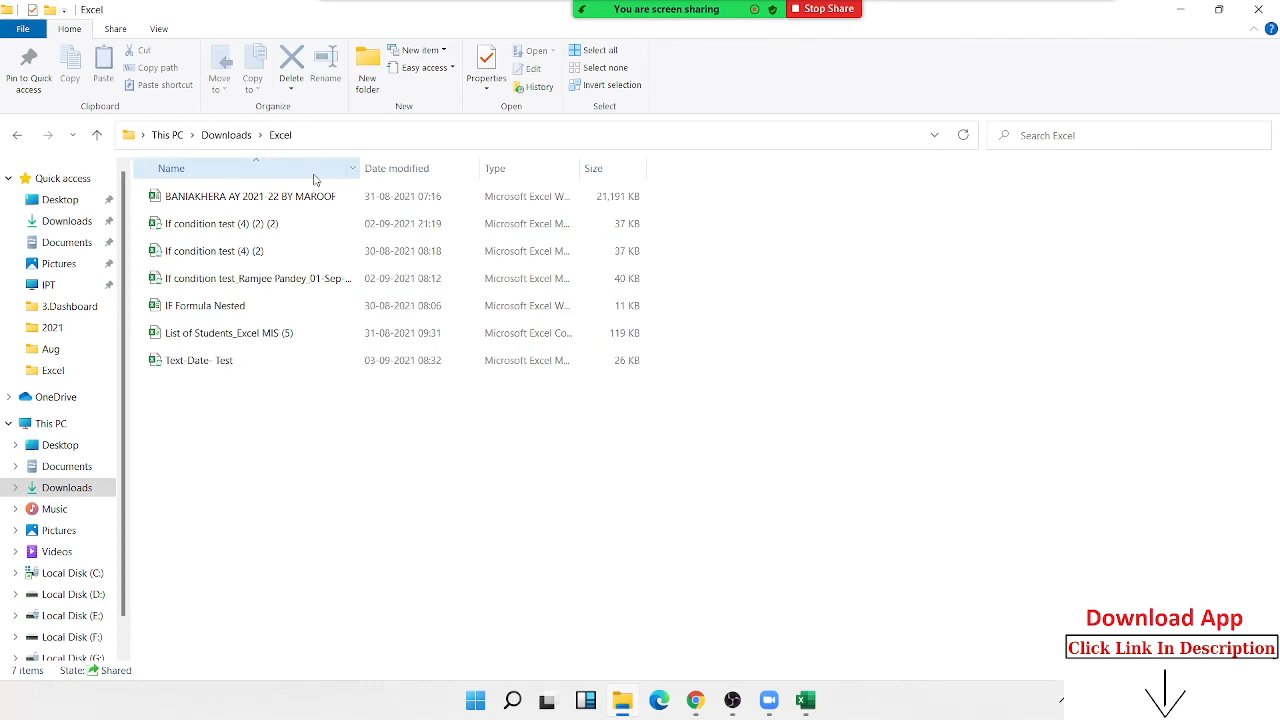 Excel
You are screen sharing
Stop Share
File
Home
Share
View
Pin to Quick access
Copy
Paste
Cut
Copy path
Paste shortcut
Clipboard
Move to
Copy to
Delete
Rename
Organize
New folder
New item
Easy access
New
Properties
Open
Edit
History
Open
Select all
Select none
Invert selection
Select
This PC > Downloads > Excel
Search Excel
Name Date modified Type Size
BANIAKHERA AY 2021-22 BY MAROOF 31-08-2021 07:16 Microsoft Excel W... 21,191 KB
If condition test (4) (2) (2) 02-09-2021 21:19 Microsoft Excel M... 37 KB
If condition test (4) (2) 30-08-2021 08:18 Microsoft Excel M... 37 KB
If condition test_Ramjee Pandey_01-Sep-... 02-09-2021 08:12 Microsoft Excel M... 40 KB
IF Formula Nested 30-08-2021 08:06 Microsoft Excel W... 11 KB
List of Students_Excel MIS (5) 31-08-2021 09:31 Microsoft Excel Co... 119 KB
Text-Date- Test 03-09-2021 08:32 Microsoft Excel M... 26 KB
Quick access
Desktop
Downloads
Documents
Pictures
IPT
3.Dashboard
2021
Aug
Excel
OneDrive
This PC
Desktop
Documents
Downloads
Music
Pictures
Videos
Local Disk (C:)
Local Disk (D:)
Local Disk (E:)
Local Disk (F:)
Local Disk (G:)
7 items State: Shared
Download App
Click Link In Description